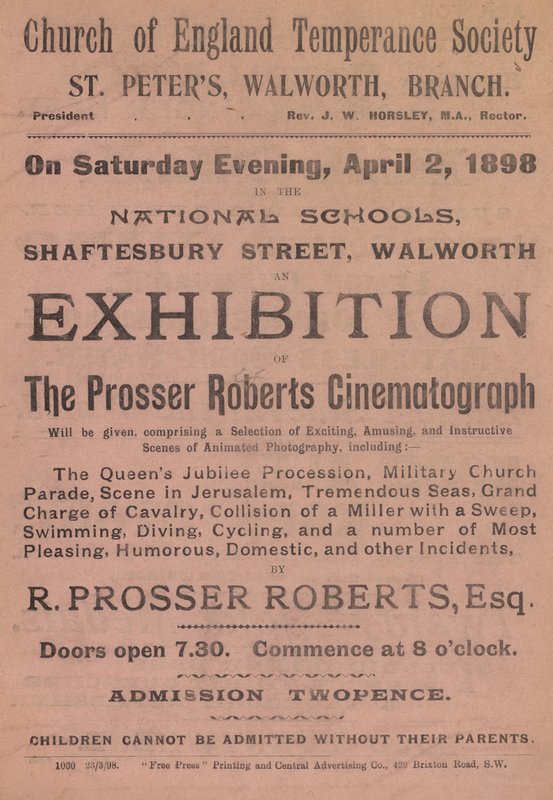 Church of England Temperance Society
ST. PETER'S, WALWORTH, BRANCH.
President . . . Rev. J. W. HORSLEY, M.A., Rector.
On Saturday Evening, April 2, 1898
IN THE
NATIONAL SCHOOLS,
SHAFTESBURY STREET, WALWORTH
AN
EXHIBITION
OF
The Prosser Roberts Cinematograph
Will be given, comprising a Selection of Exciting, Amusing, and Instructive
Scenes of Animated Photography, including:—
The Queen's Jubilee Procession, Military Church
Parade, Scene in Jerusalem, Tremendous Seas, Grand
Charge of Cavalry, Collision of a Miller with a Sweep,
Swimming, Diving, Cycling, and a number of Most
Pleasing, Humorous, Domestic, and other Incidents,
BY
R. PROSSER ROBERTS, Esq.
Doors open 7.30. Commence at 8 o'clock.
ADMISSION TWOPENCE.
CHILDREN CANNOT BE ADMITTED WITHOUT THEIR PARENTS.
1000 23/3/98. "Free Press" Printing and Central Advertising Co., 429 Brixton Road, S.W.